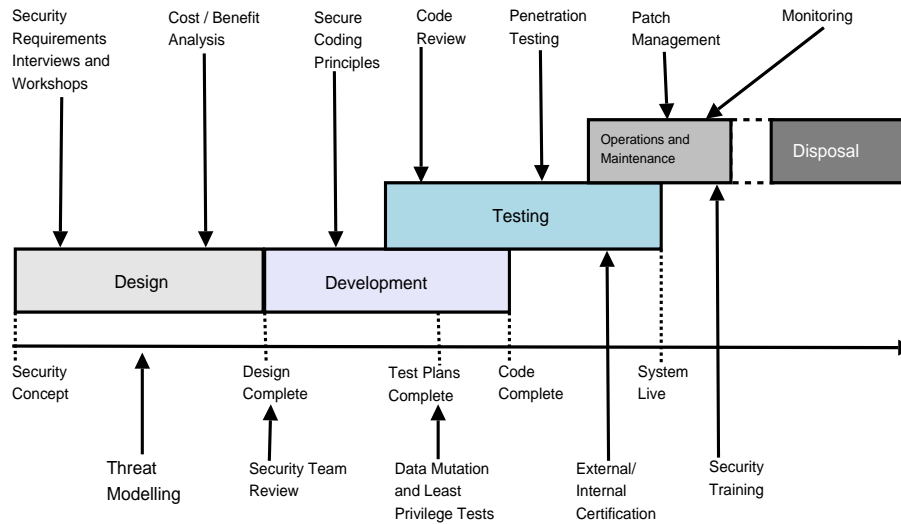 Security
Requirements
Interviews and
Workshops
Cost / Benefit
Analysis
Secure
Coding
Principles
Code
Review
Penetration
Testing
Patch
Management
Monitoring
Operations and
Maintenance
Disposal
Testing
Design
Development
Security
Concept
Design
Complete
Test Plans
Complete
Code
Complete
System
Live
Threat
Modelling
Security Team
Review
Data Mutation
and Least
Privilege Tests
External/
Internal
Certification
Security
Training